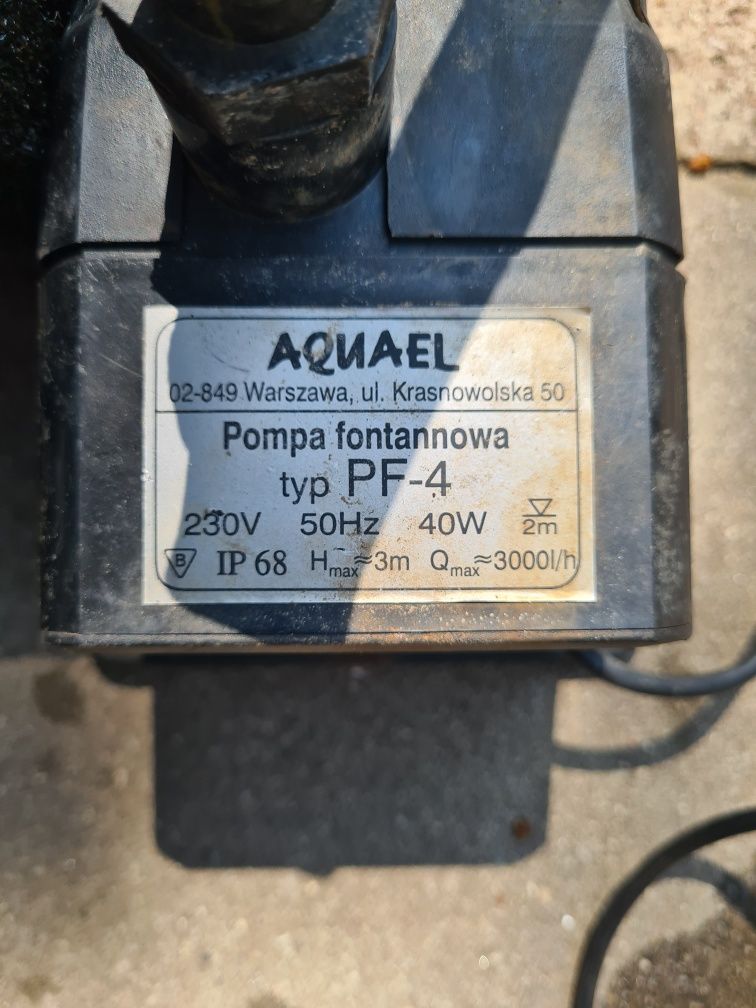 AQUAEL
02-849 Warszawa, ul. Krasnowolska 50
Pompa fontannowa
typ PF-4
230V 50Hz 40W 2m
B IP 68 Hmax≈3m Qmax≈3000l/h